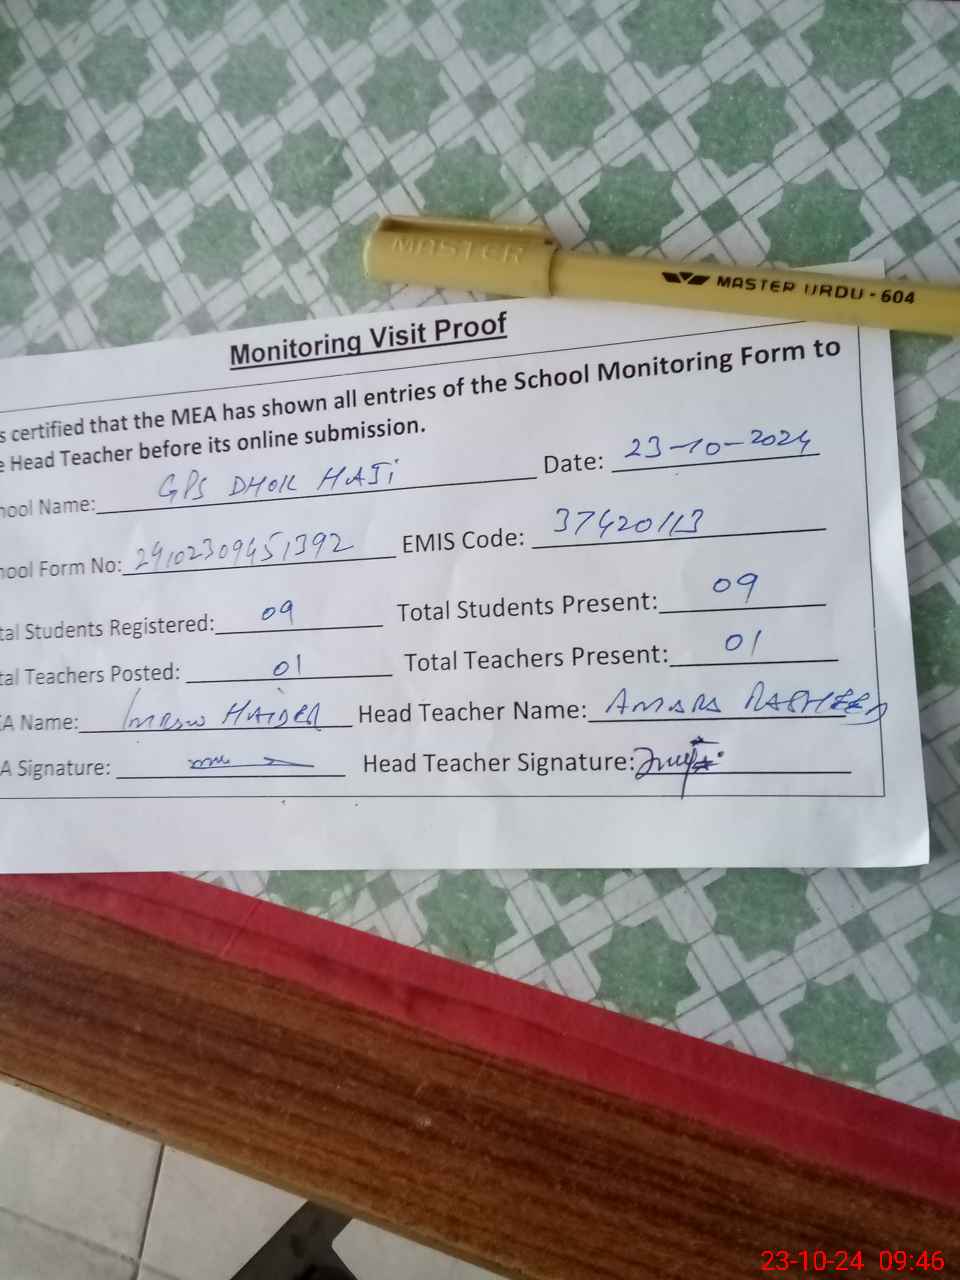 MASTER
MASTER URDU - 604
Monitoring Visit Proof
s certified that the MEA has shown all entries of the School Monitoring Form to
e Head Teacher before its online submission.
hool Name: GPS DHOK HAJi Date: 23-10-2024
hool Form No: 24102309451392 EMIS Code: 37420113
tal Students Registered: 09 Total Students Present: 09
tal Teachers Posted: 01 Total Teachers Present: 01
A Name: HAIDER Head Teacher Name: AMARA RASHEED
A Signature: Head Teacher Signature:
23-10-24 09:46